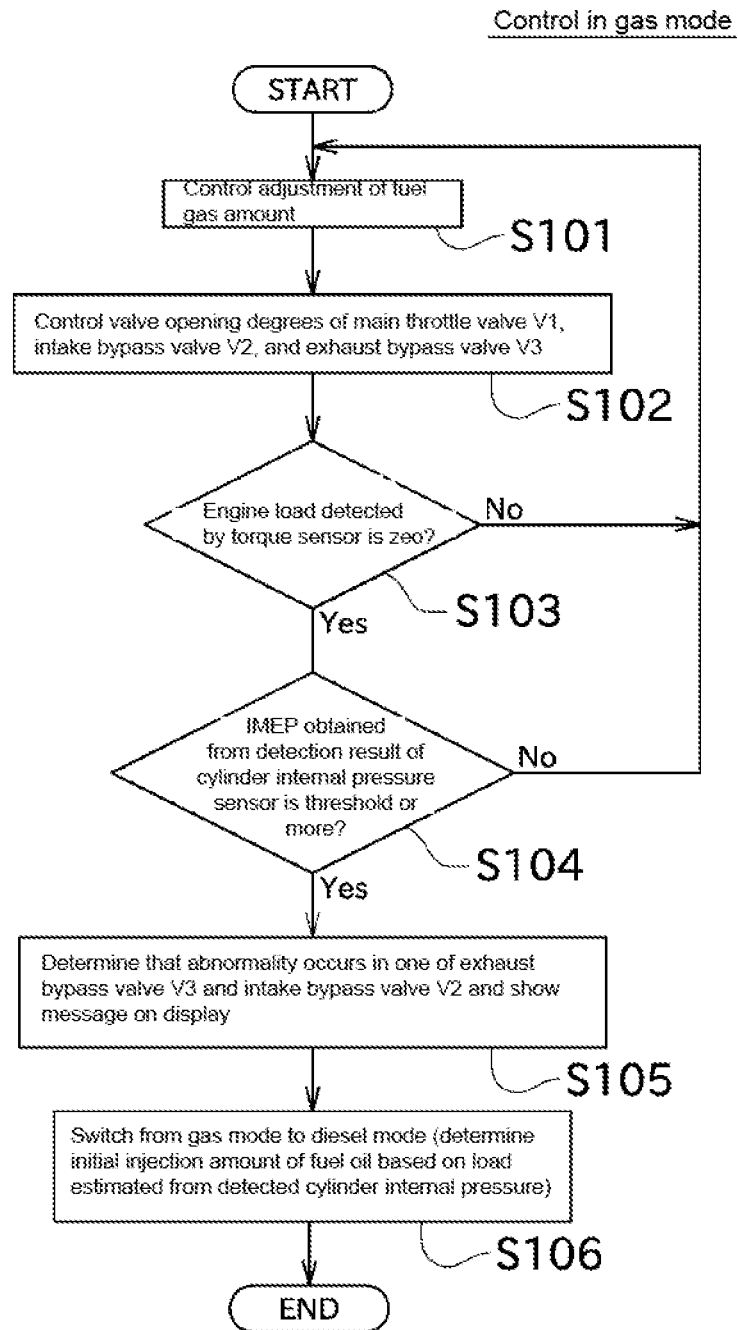 Control in gas mode
START
Control adjustment of fuel
gas amount
S101
Control valve opening degrees of main throttle valve V1,
intake bypass valve V2, and exhaust bypass valve V3
S102
Engine load detected
by torque sensor is zeo?
No
S103
Yes
IMEP obtained
from detection result of
cylinder internal pressure
sensor is threshold or
more?
No
S104
Yes
Determine that abnormality occurs in one of exhaust
bypass valve V3 and intake bypass valve V2 and show
message on display
S105
Switch from gas mode to diesel mode (determine
initial injection amount of fuel oil based on load
estimated from detected cylinder internal pressure)
S106
END